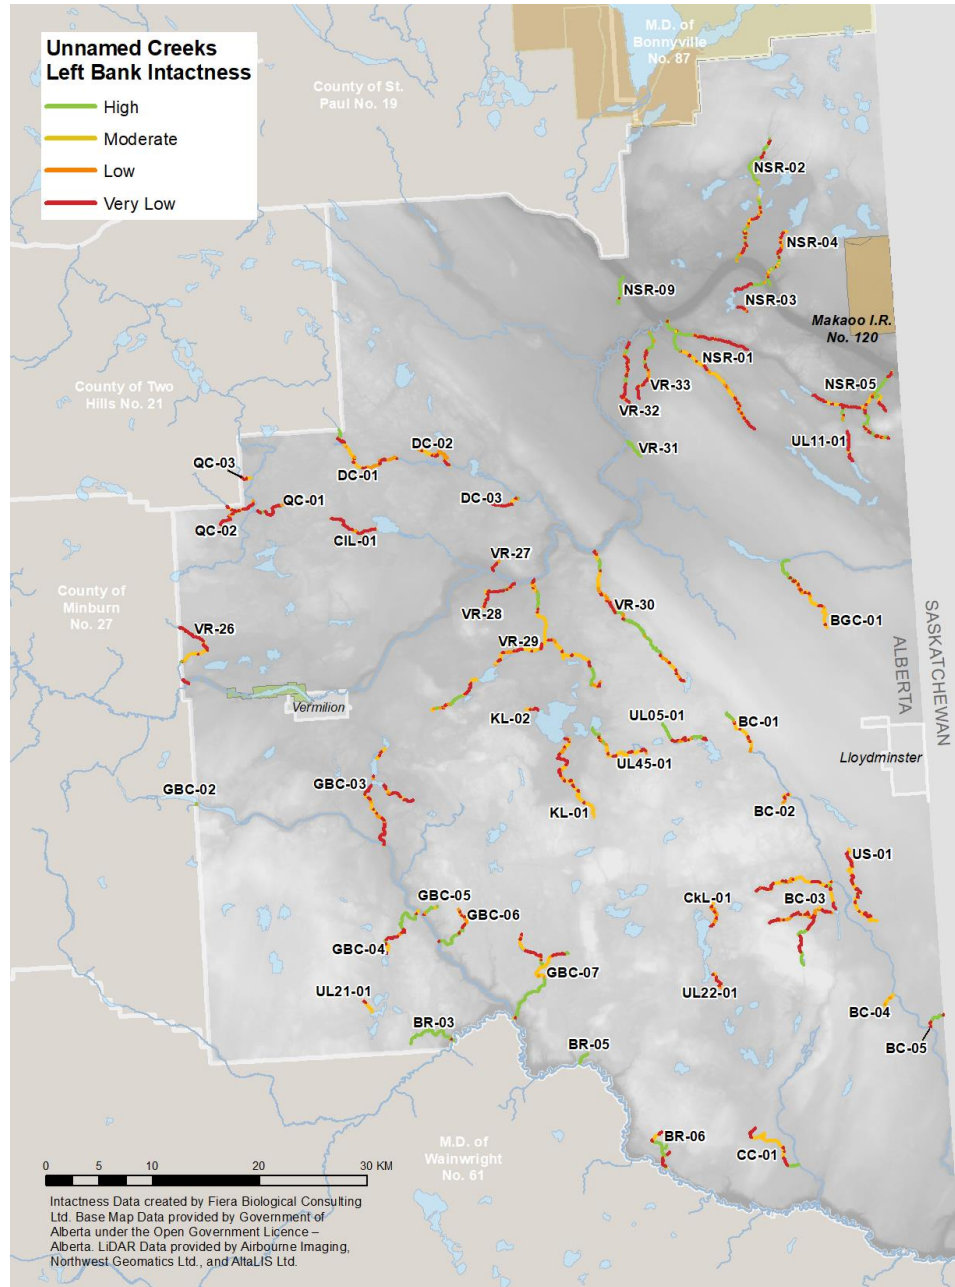 Unnamed Creeks
Left Bank Intactness
High
Moderate
Low
Very Low
M.D. of
Bonnyville
No. 87
County of St.
Paul No. 19
NSR-02
NSR-04
NSR-09
NSR-03
Makaoo I.R.
No. 120
NSR-01
County of Two
Hills No. 21
VR-33
NSR-05
VR-32
DC-02
UL11-01
VR-31
QC-03
DC-01
QC-01
DC-03
QC-02
CIL-01
VR-27
County of
Minburn
No. 27
VR-28
VR-30
BGC-01
SASKATCHEWAN
ALBERTA
VR-26
VR-29
Vermilion
KL-02
UL05-01
BC-01
Lloydminster
UL45-01
GBC-02
GBC-03
KL-01
BC-02
US-01
GBC-05
CkL-01
BC-03
GBC-06
GBC-04
GBC-07
UL21-01
UL22-01
BC-04
BR-03
BR-05
BC-05
M.D. of
Wainwright
No. 61
BR-06
CC-01
0 5 10 20 30 KM
Intactness Data created by Fiera Biological Consulting
Ltd. Base Map Data provided by Government of
Alberta under the Open Government Licence –
Alberta. LiDAR Data provided by Airbourne Imaging,
Northwest Geomatics Ltd., and AltaLIS Ltd.